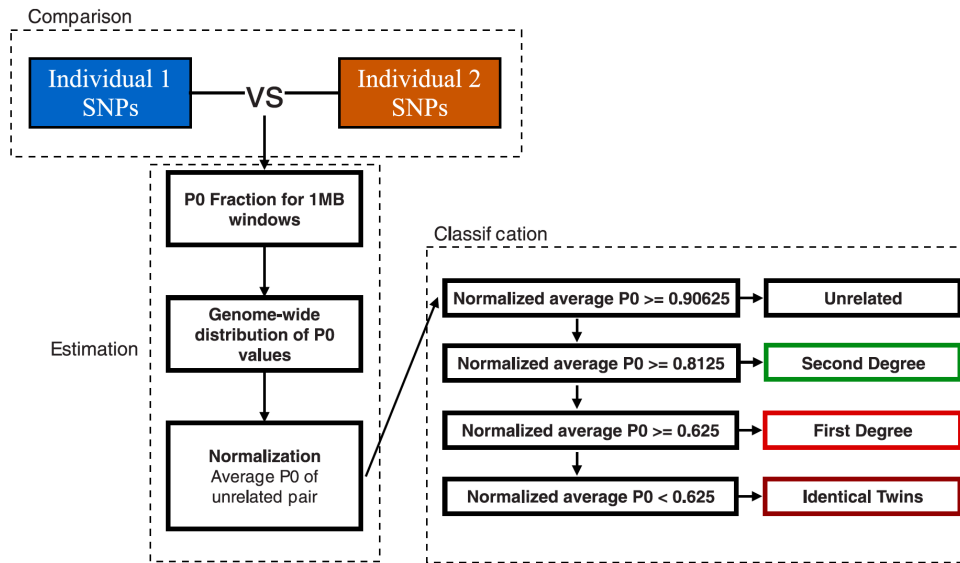 Comparison
Individual 1
SNPs
VS
Individual 2
SNPs
P0 Fraction for 1MB
windows
Genome-wide
distribution of P0
values
Estimation
Normalization
Average P0 of
unrelated pair
Classif cation
Normalized average P0 >= 0.90625
Unrelated
Normalized average P0 >= 0.8125
Second Degree
Normalized average P0 >= 0.625
First Degree
Normalized average P0 < 0.625
Identical Twins